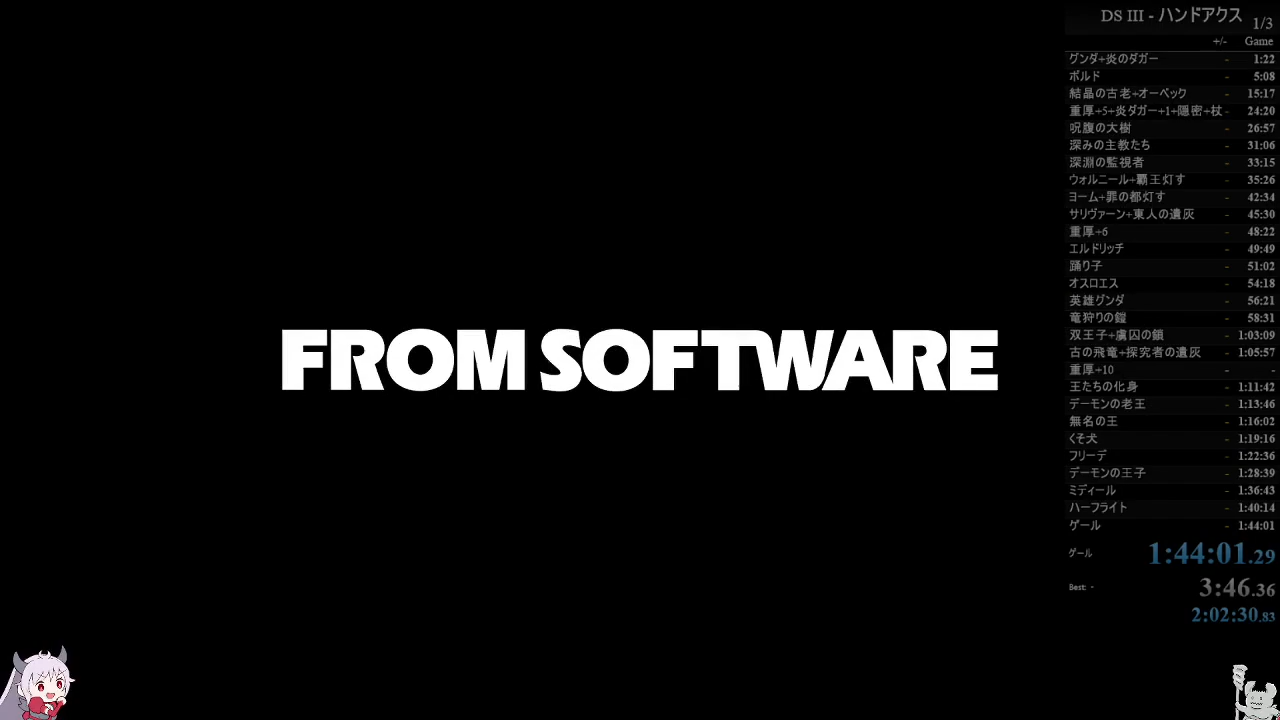 DS III - ハンドアクス
1/3
+/- Game
グンダ+炎のダガー - 1:22
ボルド - 5:08
結晶の古老+オーベック - 15:17
重厚+5+炎ダガー+1+隠密+杖 - 24:20
呪腹の大樹 - 26:57
深みの主教たち - 31:06
深淵の監視者 - 33:15
ウォルニール+覇王灯す - 35:26
ヨーム+罪の都灯す - 42:34
サリヴァーン+東人の遺灰 - 45:30
重厚+6 - 48:22
エルドリッチ - 49:49
踊り子 - 51:02
オスロエス - 54:18
英雄グンダ - 56:21
竜狩りの鎧 - 58:31
双王子+虜囚の鎖 - 1:03:09
古の飛竜+探究者の遺灰 - 1:05:57
重厚+10 - -
王たちの化身 - 1:11:42
デーモンの老王 - 1:13:46
無名の王 - 1:16:02
くそ犬 - 1:19:16
フリーデ - 1:22:36
デーモンの王子 - 1:28:39
ミディール - 1:36:43
ハーフライト - 1:40:14
ゲール - 1:44:01
ゲール 1:44:01.29
Best: - 3:46.36
2:02:30.83
FROMSOFTWARE